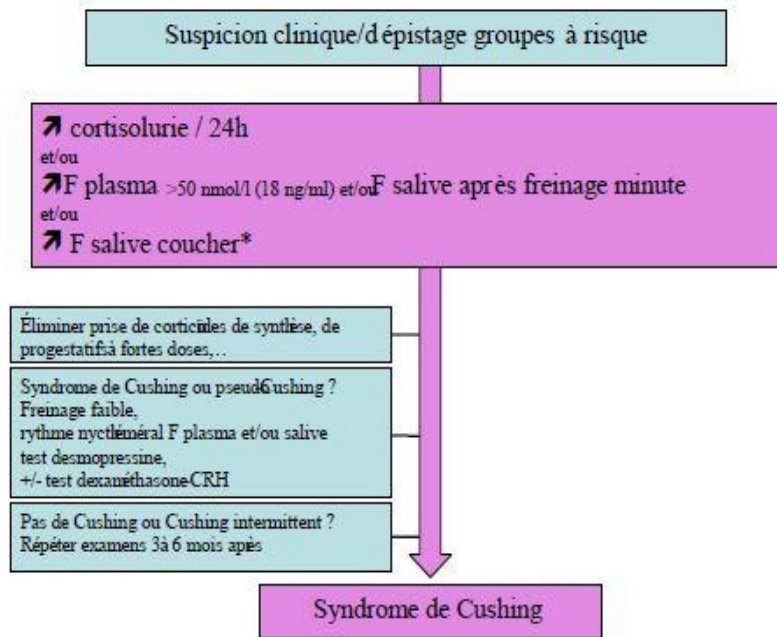 Suspicion clinique/dépistage groupes à risque
↗ cortisolurie / 24h
et/ou
↗F plasma >50 nmol/l (18 ng/ml) et/ou F salive après freinage minute
et/ou
↗ F salive coucher*
Éliminer prise de corticoïdes de synthèse, de
progestatifs à fortes doses,..
Syndrome de Cushing ou pseudo-Cushing ?
Freinage faible,
rythme nycthéméral F plasma et/ou salive
test desmopressine,
+/- test dexaméthasone-CRH
Pas de Cushing ou Cushing intermittent ?
Répéter examens 3 à 6 mois après
Syndrome de Cushing